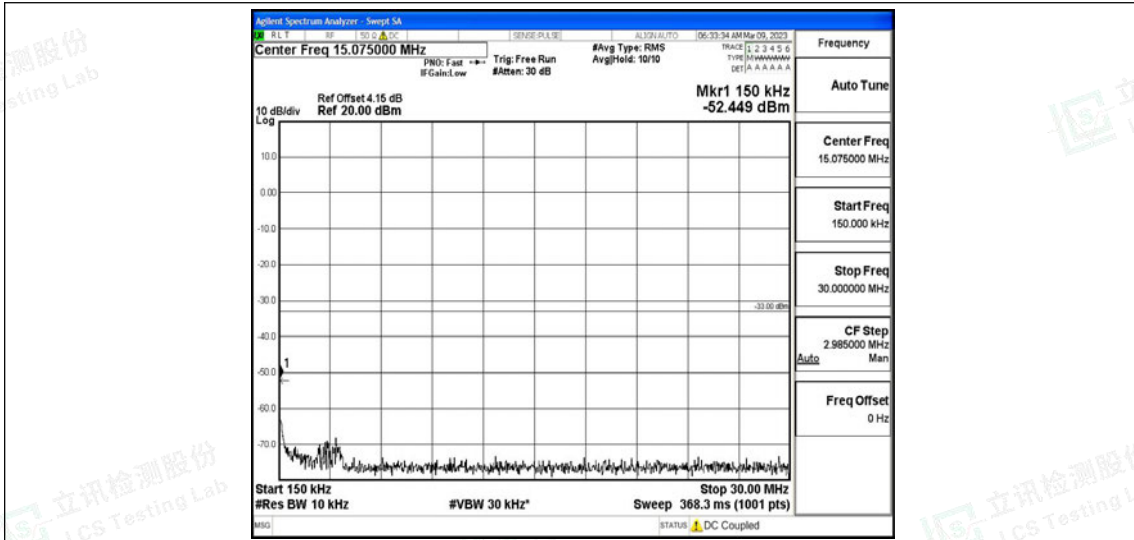 Agilent Spectrum Analyzer - Swept SA
RLT RF 50 Ω DC SENSE:PULSE ALIGN AUTO 06:33:34 AM Mar 09, 2023
Center Freq 15.075000 MHz
PNO: Fast
IFGain:Low
Trig: Free Run
#Atten: 30 dB
#Avg Type: RMS
Avg|Hold: 10/10
TRACE 1 2 3 4 5 6
TYPE M WWWWW
DET A A A A A A
Frequency
Auto Tune
Mkr1 150 kHz
-52.449 dBm
Ref Offset 4.15 dB
10 dB/div Ref 20.00 dBm
Log
10.0
0.00
-10.0
-20.0
-30.0
-33.00 dBm
-40.0
-50.0
-60.0
-70.0
1
Center Freq
15.075000 MHz
Start Freq
150.000 kHz
Stop Freq
30.000000 MHz
CF Step
2.985000 MHz
Auto Man
Freq Offset
0 Hz
Start 150 kHz Stop 30.00 MHz
#Res BW 10 kHz #VBW 30 kHz* Sweep 368.3 ms (1001 pts)
MSG STATUS DC Coupled
立讯检测股份
LCS Testing Lab